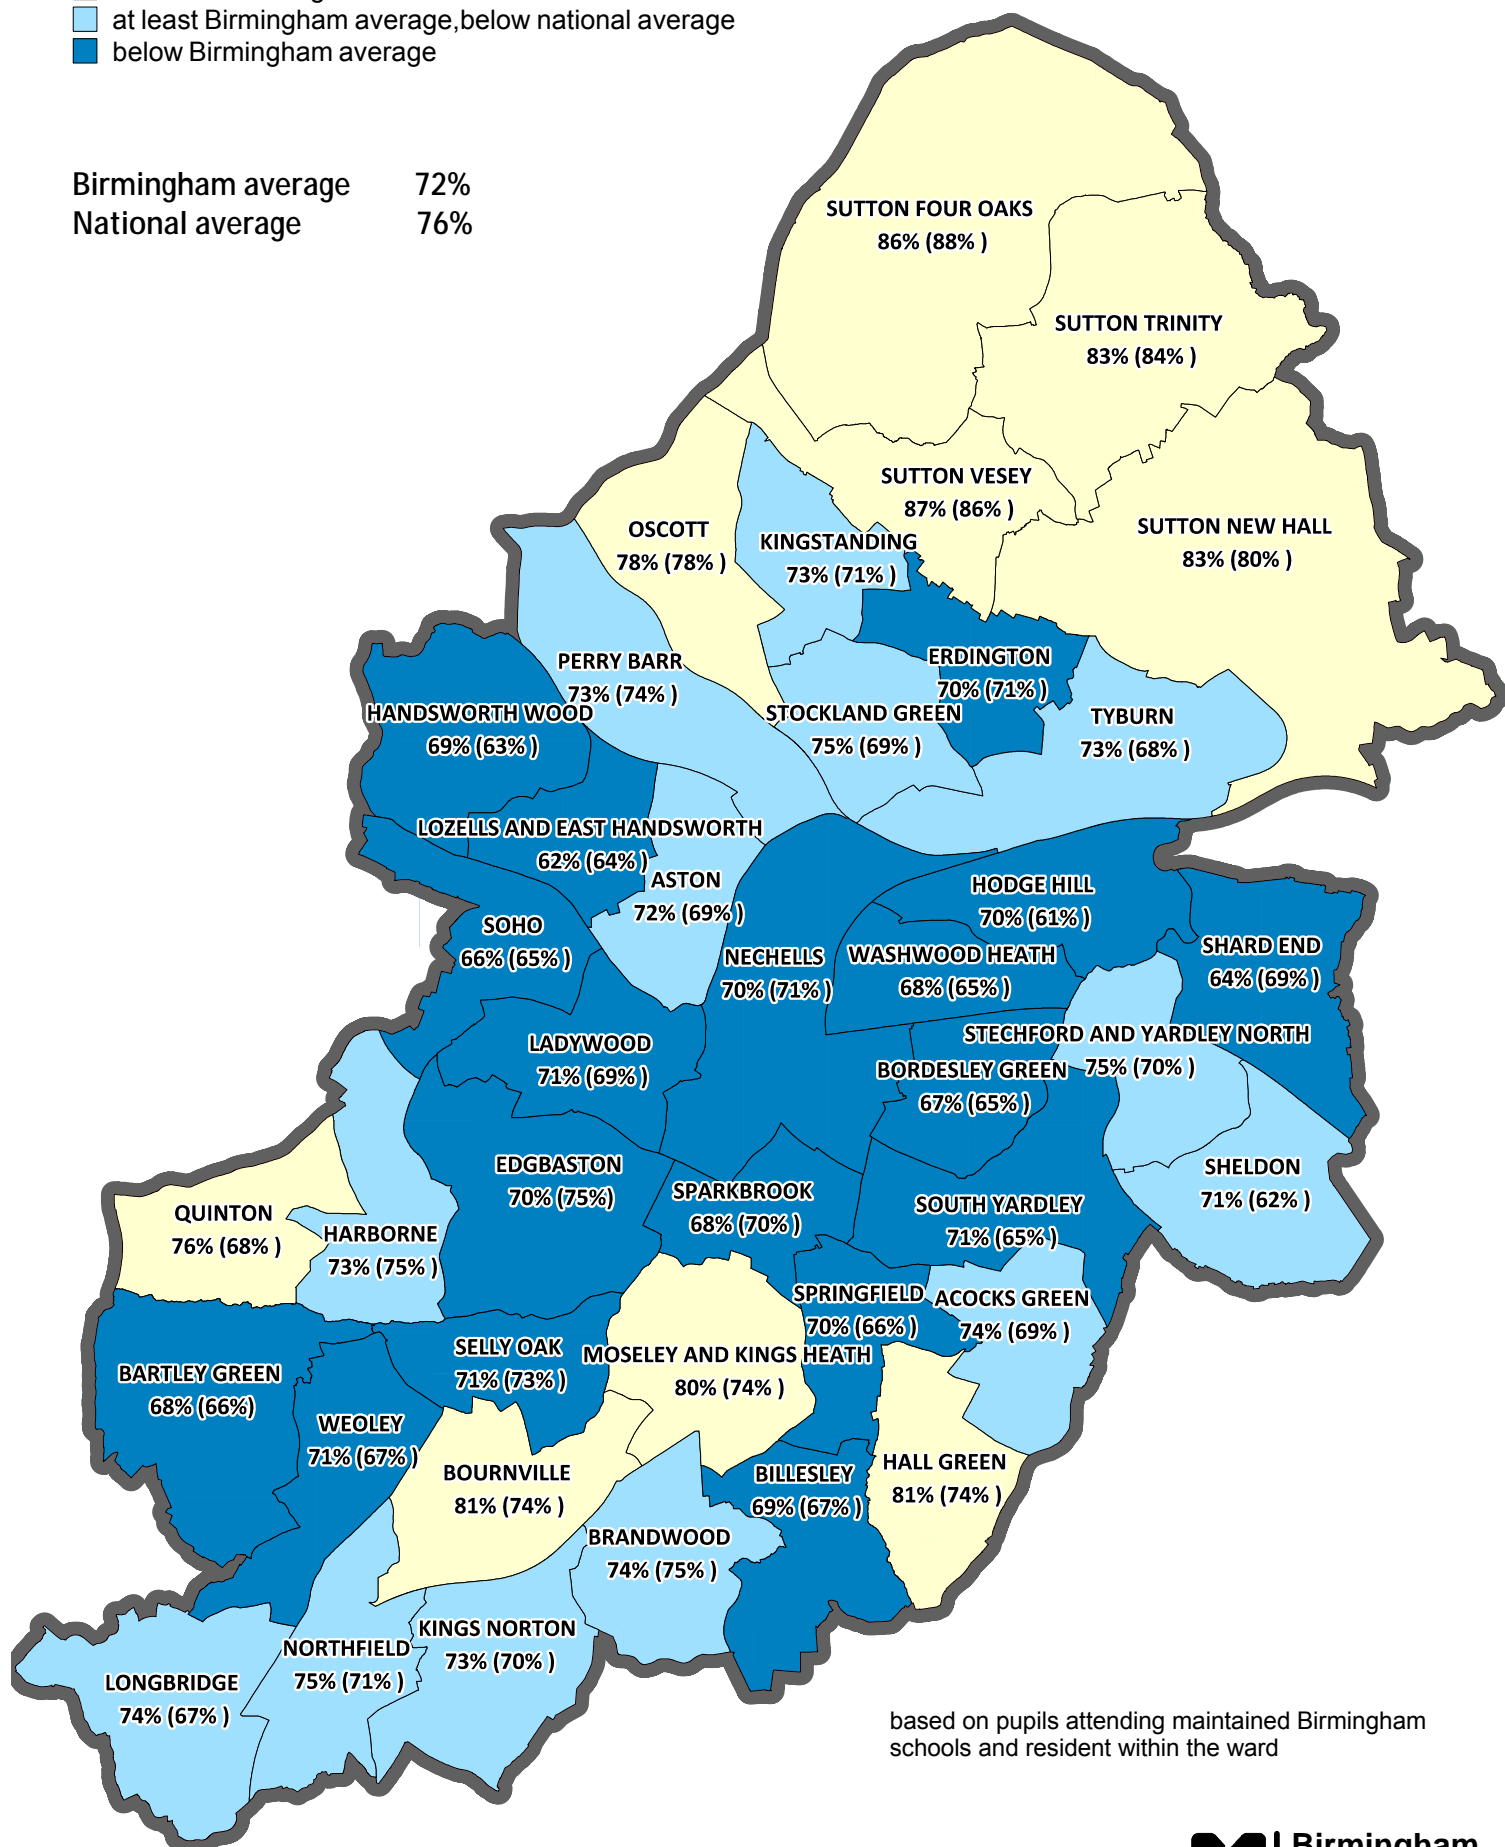 at least Birmingham average,below national average
below Birmingham average
Birmingham average 72%
National average 76%
SUTTON FOUR OAKS
86% (88% )
SUTTON TRINITY
83% (84% )
SUTTON VESEY
87% (86% )
SUTTON NEW HALL
83% (80% )
OSCOTT
78% (78% )
KINGSTANDING
73% (71% )
PERRY BARR
73% (74% )
ERDINGTON
70% (71% )
HANDSWORTH WOOD
69% (63% )
STOCKLAND GREEN
75% (69% )
TYBURN
73% (68% )
LOZELLS AND EAST HANDSWORTH
62% (64% )
ASTON
72% (69% )
HODGE HILL
70% (61% )
SOHO
66% (65% )
NECHELLS
70% (71% )
WASHWOOD HEATH
68% (65% )
SHARD END
64% (69% )
LADYWOOD
71% (69% )
STECHFORD AND YARDLEY NORTH
75% (70% )
BORDESLEY GREEN
67% (65% )
EDGBASTON
70% (75%)
SHELDON
71% (62% )
SPARKBROOK
68% (70% )
SOUTH YARDLEY
71% (65% )
QUINTON
76% (68% )
HARBORNE
73% (75% )
SPRINGFIELD
70% (66% )
ACOCKS GREEN
74% (69% )
SELLY OAK
71% (73% )
MOSELEY AND KINGS HEATH
80% (74% )
BARTLEY GREEN
68% (66%)
WEOLEY
71% (67% )
BOURNVILLE
81% (74% )
BILLESLEY
69% (67% )
HALL GREEN
81% (74% )
BRANDWOOD
74% (75% )
KINGS NORTON
73% (70% )
NORTHFIELD
75% (71% )
LONGBRIDGE
74% (67% )
based on pupils attending maintained Birmingham
schools and resident within the ward
Birmingham